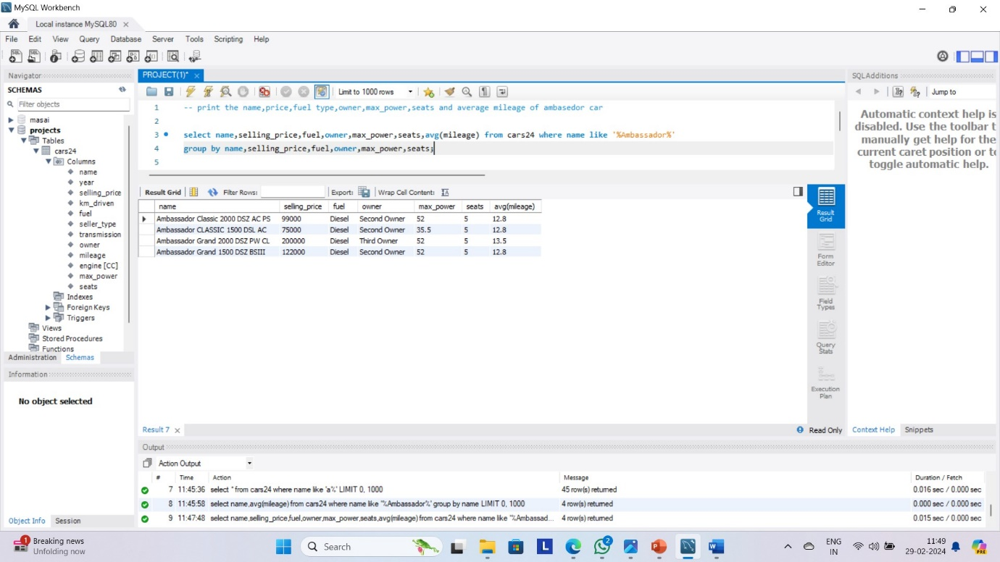 MySQL Workbench
Local instance MySQL80
File Edit View Query Database Server Tools Scripting Help
Navigator
SCHEMAS
Filter objects
masai
projects
Tables
cars24
Columns
name
year
selling_price
km_driven
fuel
seller_type
transmission
owner
mileage
engine [CC]
max_power
seats
Indexes
Foreign Keys
Triggers
Views
Stored Procedures
Functions
Administration Schemas
Information
No object selected
Object Info Session
PROJECT(1)*
Limit to 1000 rows
1 -- print the name,price,fuel type,owner,max_power,seats and average mileage of ambasedor car
2
3 select name,selling_price,fuel,owner,max_power,seats,avg(mileage) from cars24 where name like '%Ambassador%'
4 group by name,selling_price,fuel,owner,max_power,seats;
5
Result Grid Filter Rows: Export: Wrap Cell Content:
name selling_price fuel owner max_power seats avg(mileage)
Ambassador Classic 2000 DSZ AC PS 99000 Diesel Second Owner 52 5 12.8
Ambassador CLASSIC 1500 DSL AC 75000 Diesel Second Owner 35.5 5 12.8
Ambassador Grand 2000 DSZ PW CL 200000 Diesel Third Owner 52 5 13.5
Ambassador Grand 1500 DSZ BSIII 122000 Diesel Second Owner 52 5 12.8
Result
Grid
Form
Editor
Field
Types
Query
Stats
Execution
Plan
Result 7
Read Only
SQLAdditions
Jump to
Automatic context help is
disabled. Use the toolbar t
manually get help for the
current caret position or to
toggle automatic help.
Context Help Snippets
Output
Action Output
# Time Action Message Duration / Fetch
7 11:45:36 select * from cars24 where name like 'a%' LIMIT 0, 1000 45 row(s) returned 0.016 sec / 0.000 sec
8 11:45:58 select name,avg(mileage) from cars24 where name like '%Ambassador%' group by name LIMIT 0, 1000 4 row(s) returned 0.000 sec / 0.000 sec
9 11:47:48 select name,selling_price,fuel,owner,max_power,seats,avg(mileage) from cars24 where name like '%Ambassad... 4 row(s) returned 0.015 sec / 0.000 sec
1
Breaking news
Unfolding now
Search
L
2
P
W
ENG
IN
11:49
29-02-2024
PRE